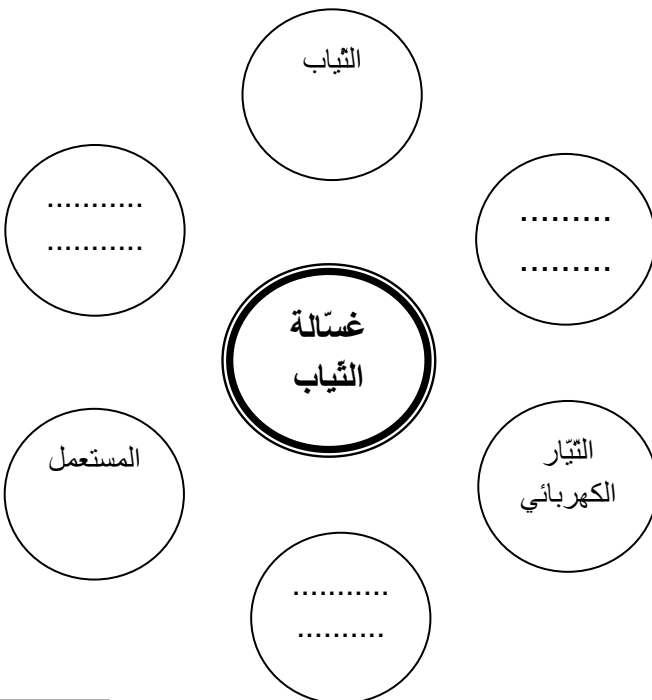 الثياب
...........
...........
.........
.........
غسّالة
الثّياب
المستعمل
التّيّار
الكهربائي
...........
..........